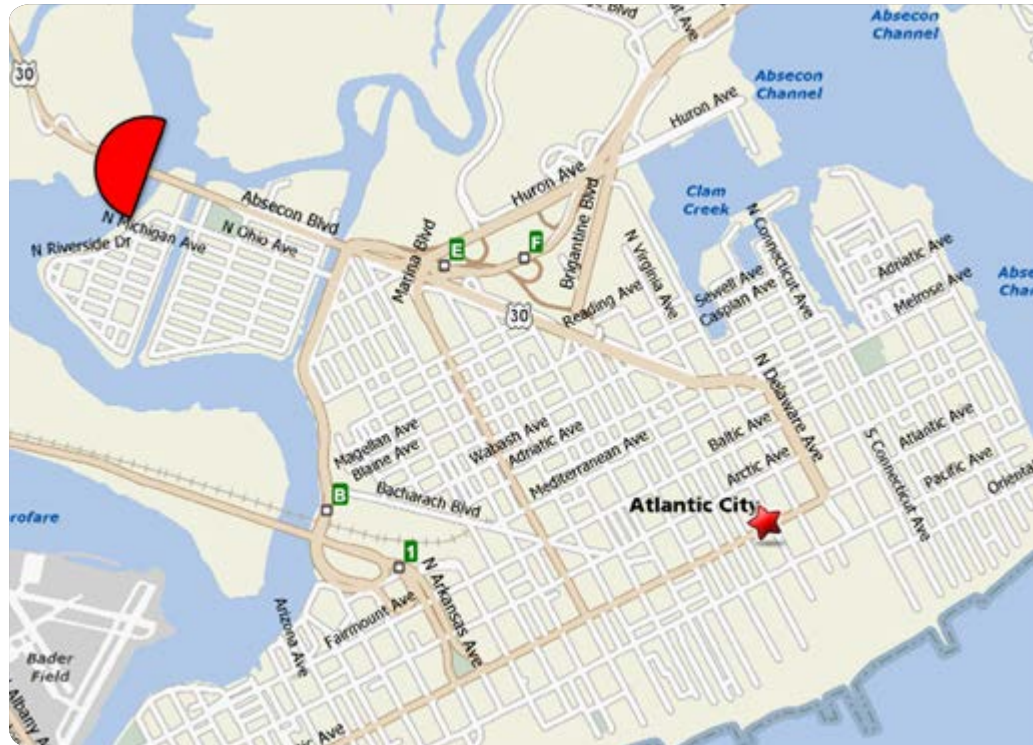 Absecon
Channel
30
Absecon
Channel
Huron Ave
Huron Ave
Clam
Creek
Absecon Blvd
N Michigan Ave
N Ohio Ave
N Riverside Dr
Marina Blvd
E
F
Brigantine Blvd
N Virginia Ave
N Connecticut Ave
Adriatic Ave
Sewell Ave
Caspian Ave
Melrose Ave
Reading Ave
30
N Delaware Ave
Magellan Ave
Blaine Ave
Wabash Ave
Adriatic Ave
Mediterranean Ave
Baltic Ave
Arctic Ave
S Connecticut Ave
Atlantic Ave
Pacific Ave
Orient
Bacharach Blvd
B
Atlantic City
rofare
1
N Arkansas Ave
Fairmount Ave
Arizona Ave
Bader
Field
Albany
Ave